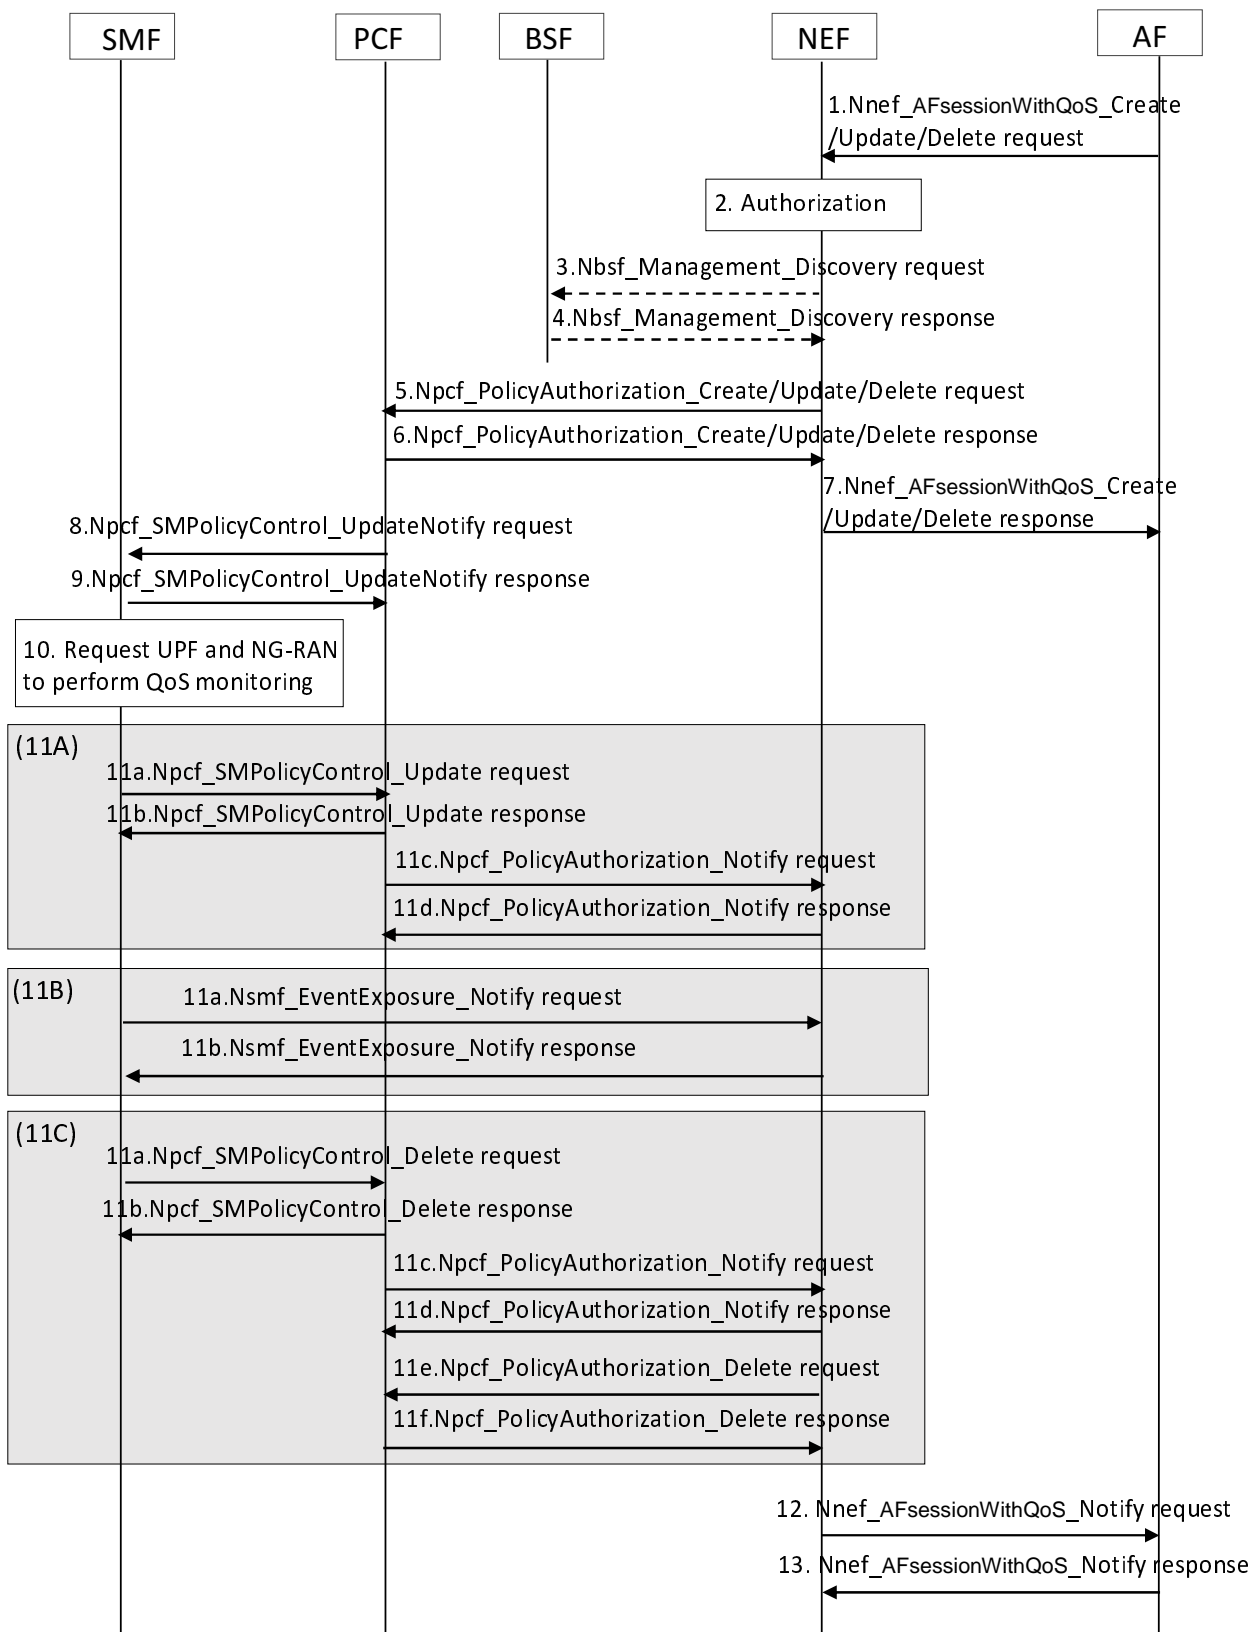 SMF
PCF
BSF
NEF
AF
1.Nnef_AFsessionWithQoS_Create
/Update/Delete request
2. Authorization
3.Nbsf_Management_Discovery request
4.Nbsf_Management_Discovery response
5.Npcf_PolicyAuthorization_Create/Update/Delete request
6.Npcf_PolicyAuthorization_Create/Update/Delete response
7.Nnef_AFsessionWithQoS_Create
/Update/Delete response
8.Npcf_SMPolicyControl_UpdateNotify request
9.Npcf_SMPolicyControl_UpdateNotify response
10. Request UPF and NG-RAN
to perform QoS monitoring
(11A)
11a.Npcf_SMPolicyControl_Update request
11b.Npcf_SMPolicyControl_Update response
11c.Npcf_PolicyAuthorization_Notify request
11d.Npcf_PolicyAuthorization_Notify response
(11B)
11a.Nsmf_EventExposure_Notify request
11b.Nsmf_EventExposure_Notify response
(11C)
11a.Npcf_SMPolicyControl_Delete request
11b.Npcf_SMPolicyControl_Delete response
11c.Npcf_PolicyAuthorization_Notify request
11d.Npcf_PolicyAuthorization_Notify response
11e.Npcf_PolicyAuthorization_Delete request
11f.Npcf_PolicyAuthorization_Delete response
12. Nnef_AFsessionWithQoS_Notify request
13. Nnef_AFsessionWithQoS_Notify response